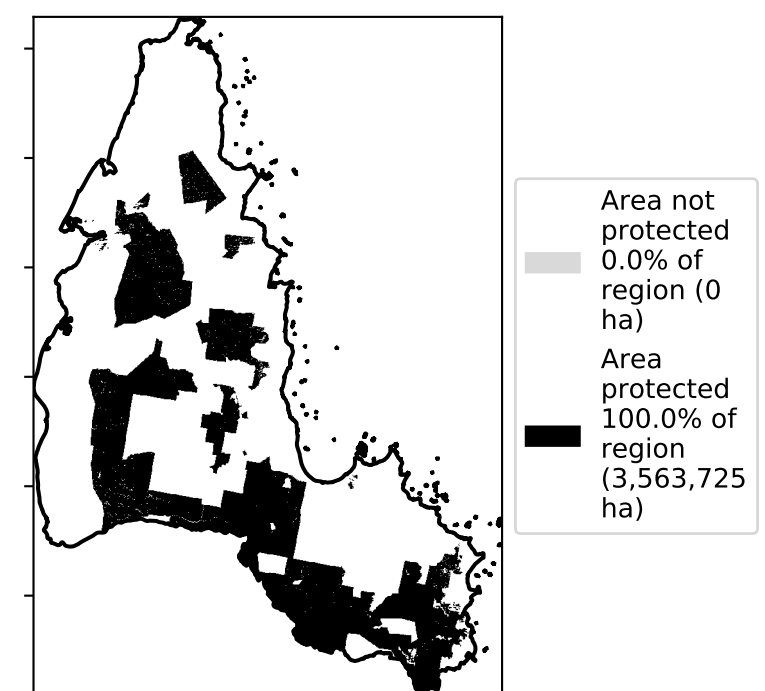 Area not
protected
0.0% of
region (0
ha)
Area
protected
100.0% of
region
(3,563,725
ha)